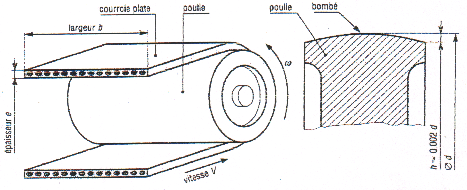 courroie plate
poulie
largeur b
épaisseur e
vitesse V
ω
bombé
poulie
h ≈ 0.002 d
Ø d